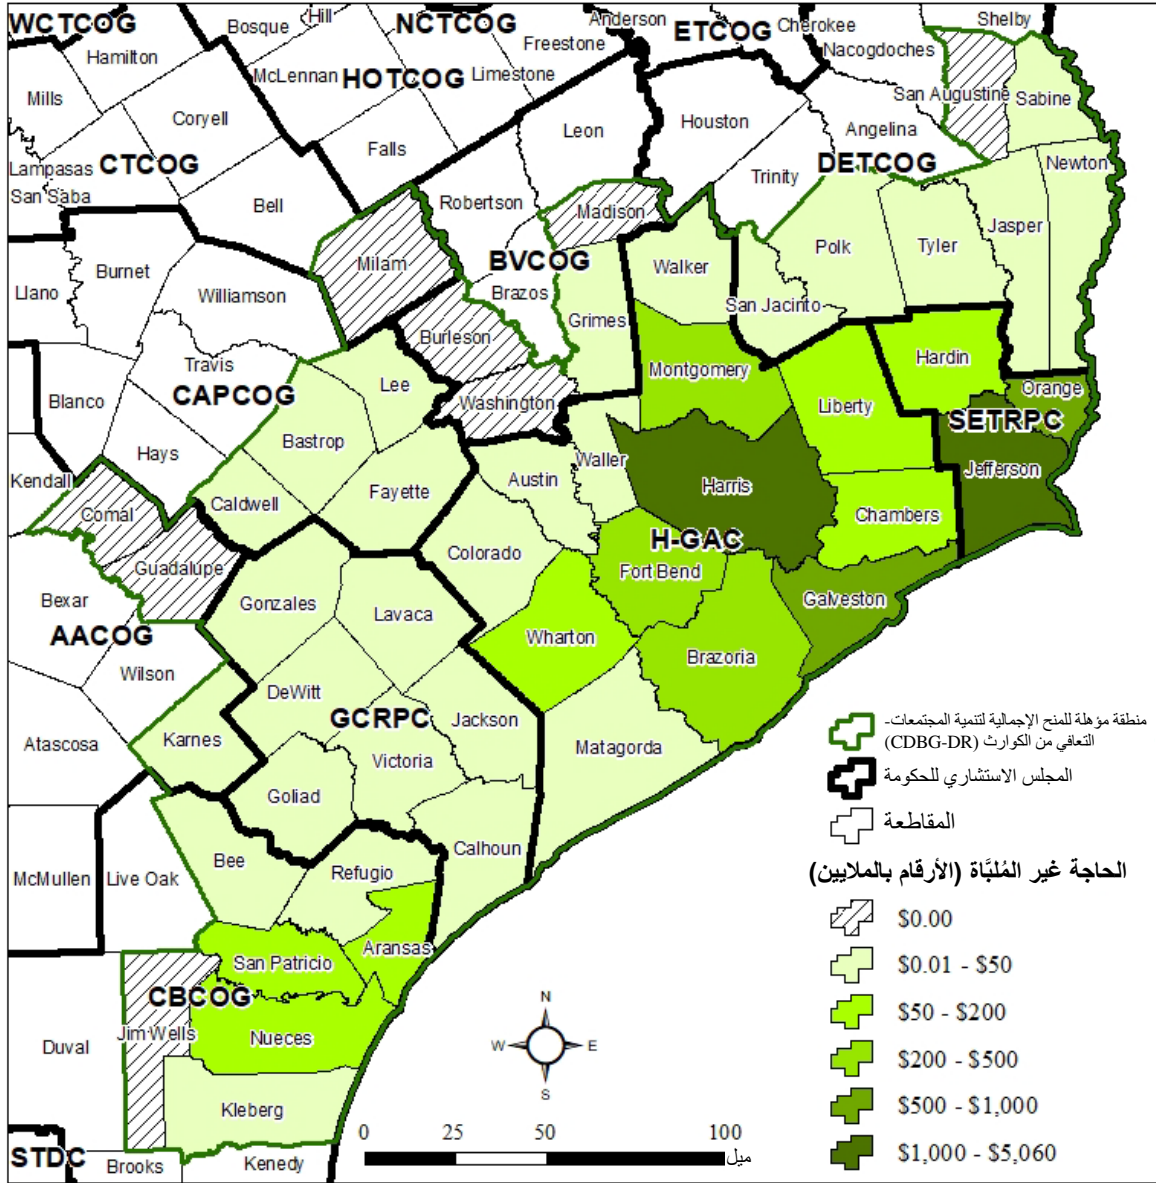 WCTCOG
Hill
Bosque
NCTCOG
Anderson
ETCOG
Cherokee
Shelby
Hamilton
Freestone
Nacogdoches
McLennan
HOTCOG
Limestone
San Augustine
Sabine
Mills
Coryell
Leon
Houston
Angelina
Falls
Lampasas
CTCOG
DETCOG
Newton
San Saba
Trinity
Bell
Robertson
Madison
Jasper
Polk
Tyler
Burnet
Milam
BVCOG
Walker
Llano
Williamson
Brazos
San Jacinto
Grimes
Burleson
Hardin
Travis
Montgomery
Lee
Orange
Blanco
CAPCOG
Washington
Liberty
SETRPC
Bastrop
Hays
Waller
Jefferson
Kendall
Austin
Fayette
Harris
Caldwell
Comal
Chambers
H-GAC
Colorado
Guadalupe
Fort Bend
Bexar
Gonzales
Lavaca
Galveston
AACOG
Wharton
Brazoria
Wilson
DeWitt
GCRPC
Jackson
Karnes
Atascosa
Matagorda
Victoria
Goliad
Calhoun
Bee
Refugio
McMullen
Live Oak
Aransas
San Patricio
CBCOG
Jim Wells
Nueces
Duval
Kleberg
STDC
Brooks
Kenedy
N
W
E
S
0
25
50
100
ميل
منطقة مؤهلة للمنح الإجمالية لتنمية المجتمعات-
التعافي من الكوارث (CDBG-DR)
المجلس الاستشاري للحكومة
المقاطعة
الحاجة غير المُلبَّاة (الأرقام بالملايين)
$0.00
$0.01 - $50
$50 - $200
$200 - $500
$500 - $1,000
$1,000 - $5,060